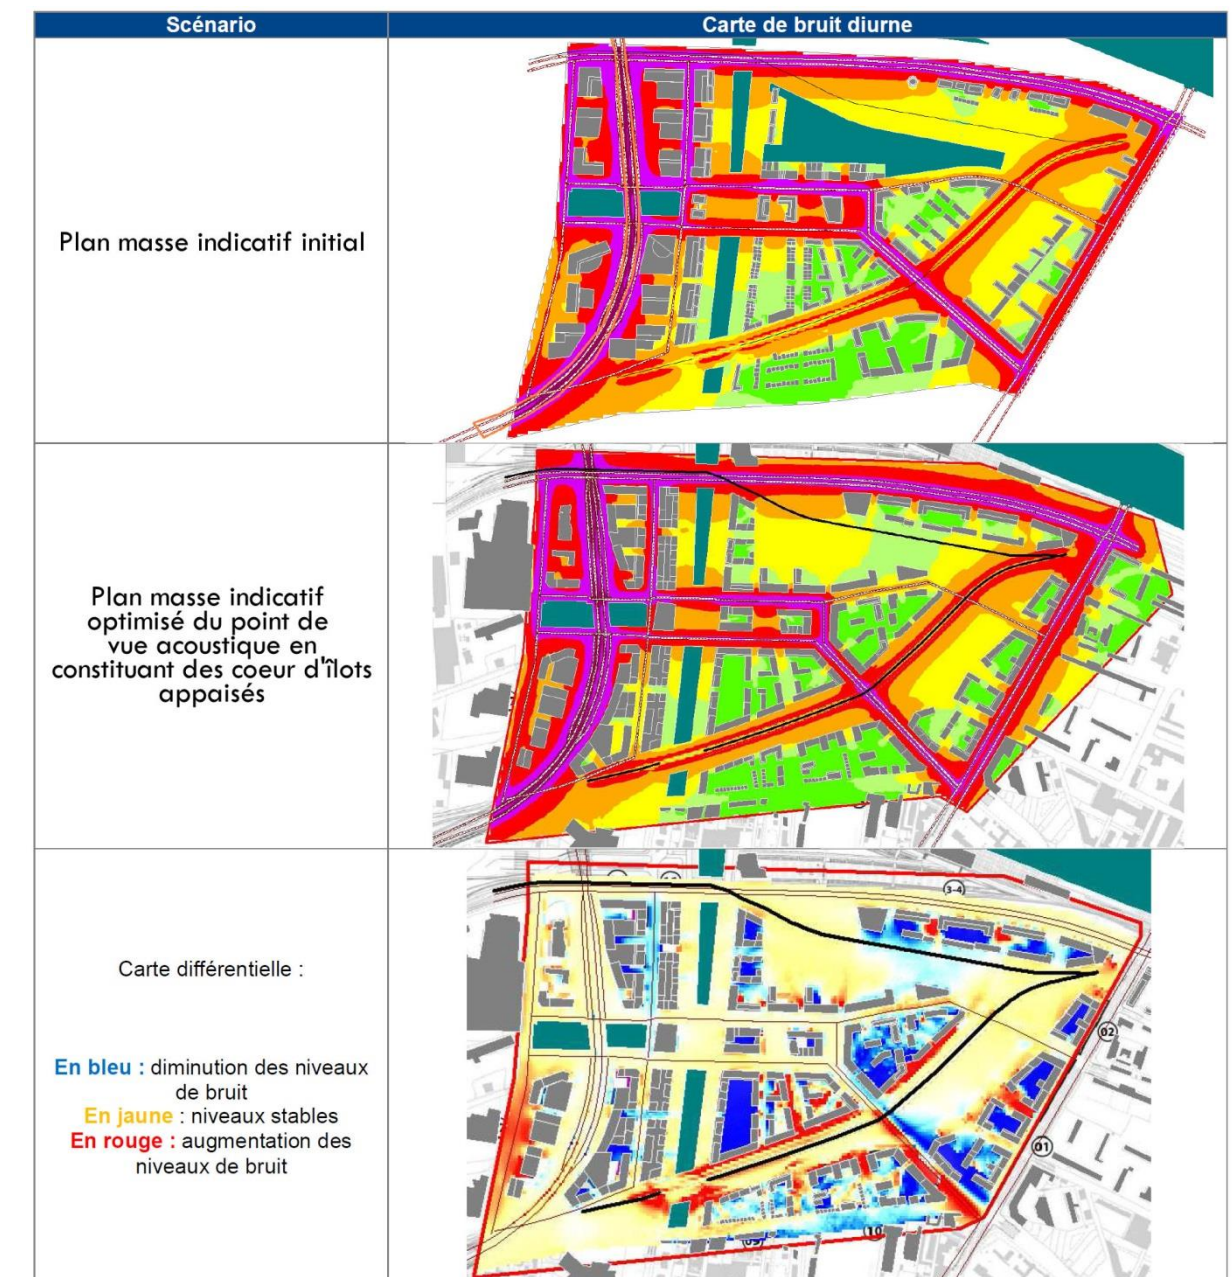 Scénario
Carte de bruit diurne
Plan masse indicatif initial
Plan masse indicatif
optimisé du point de
vue acoustique en
constituant des coeur d'îlots
appaisés
Carte différentielle :
En bleu : diminution des niveaux
de bruit
En jaune : niveaux stables
En rouge : augmentation des
niveaux de bruit
3-4
02
01
10
09